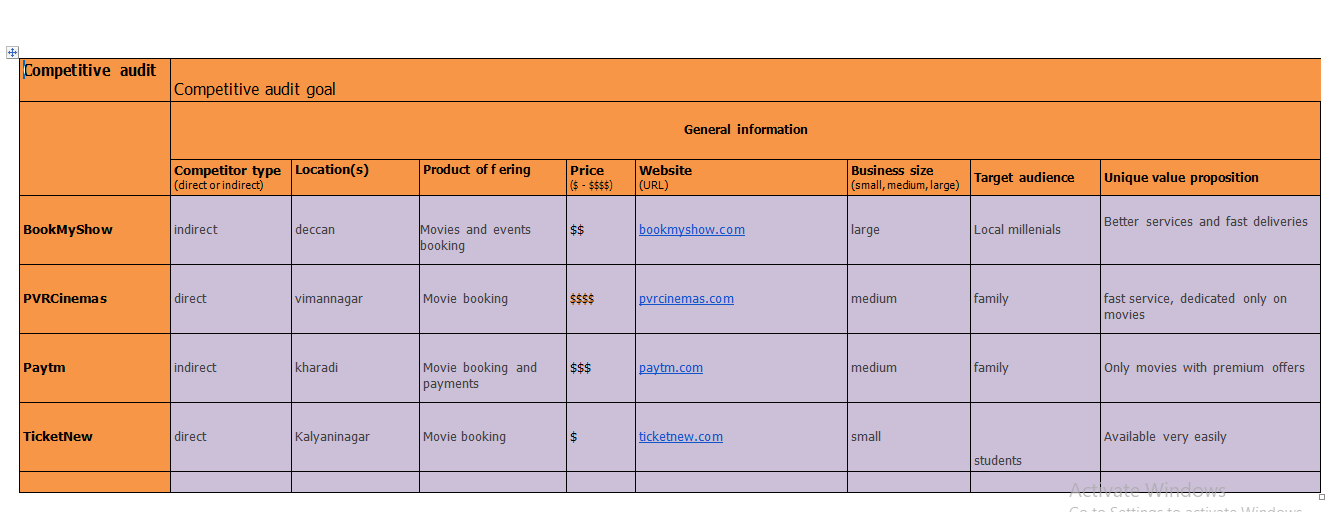 Competitive audit
Competitive audit goal
General information
Competitor type
(direct or indirect)
Location(s)
Product offering
Price
($ - $$$$)
Website
(URL)
Business size
(small, medium, large)
Target audience
Unique value proposition
BookMyShow
indirect
deccan
Movies and events
booking
$$
bookmyshow.com
large
Local millenials
Better services and fast deliveries
PVRCinemas
direct
vimannagar
Movie booking
$$$$
pvrcinemas.com
medium
family
fast service, dedicated only on
movies
Paytm
indirect
kharadi
Movie booking and
payments
$$$
paytm.com
medium
family
Only movies with premium offers
TicketNew
direct
Kalyaninagar
Movie booking
$
ticketnew.com
small
students
Available very easily
Activate Windows
Go to Settings to activate Windows.